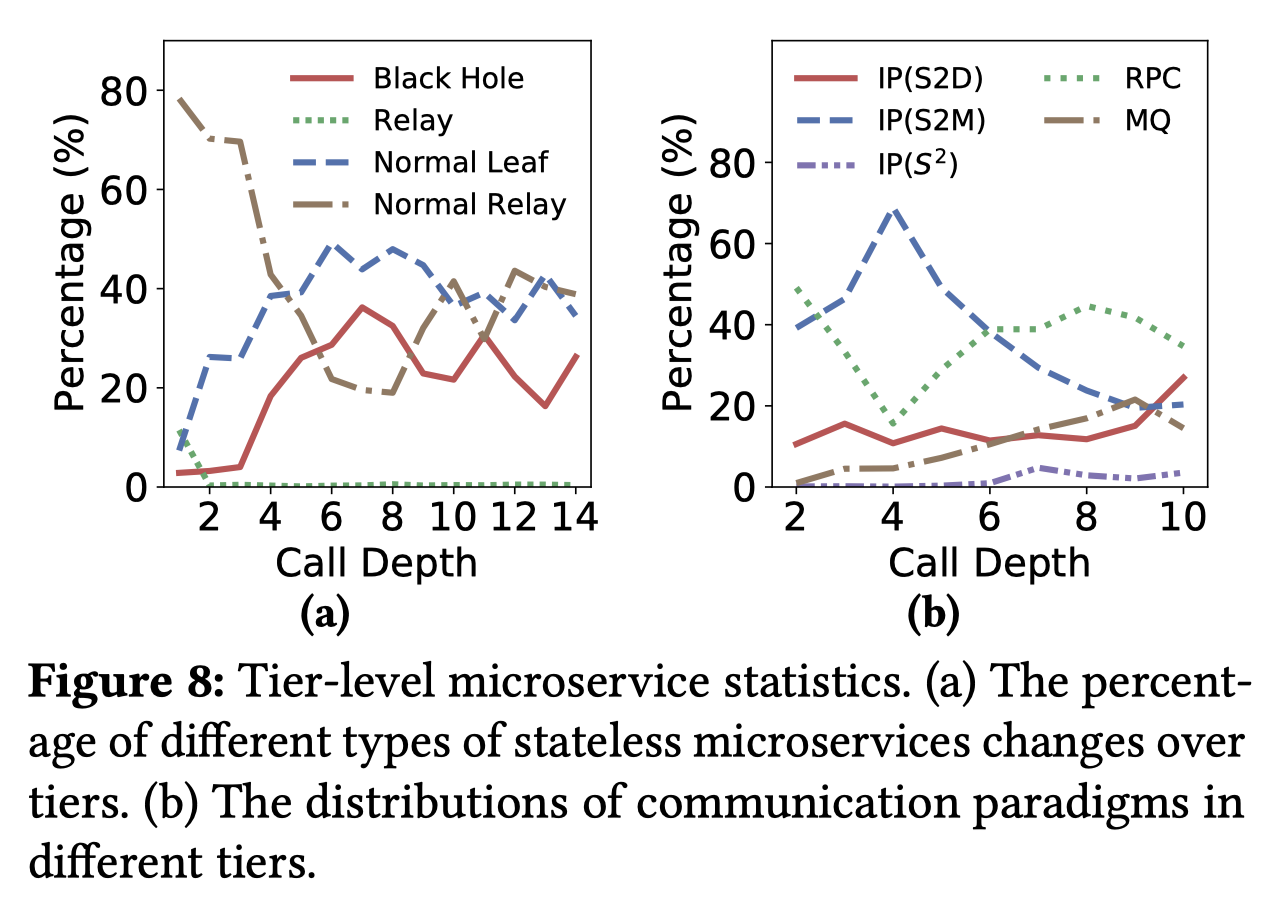 Percentage (%)
80
60
40
20
0
Black Hole
Relay
Normal Leaf
Normal Relay
2 4 6 8 10 12 14
Call Depth
(a)
Percentage (%)
80
60
40
20
0
IP(S2D)
IP(S2M)
IP(S²)
RPC
MQ
2 4 6 8 10
Call Depth
(b)
Figure 8: Tier-level microservice statistics. (a) The percent-
age of different types of stateless microservices changes over
tiers. (b) The distributions of communication paradigms in
different tiers.